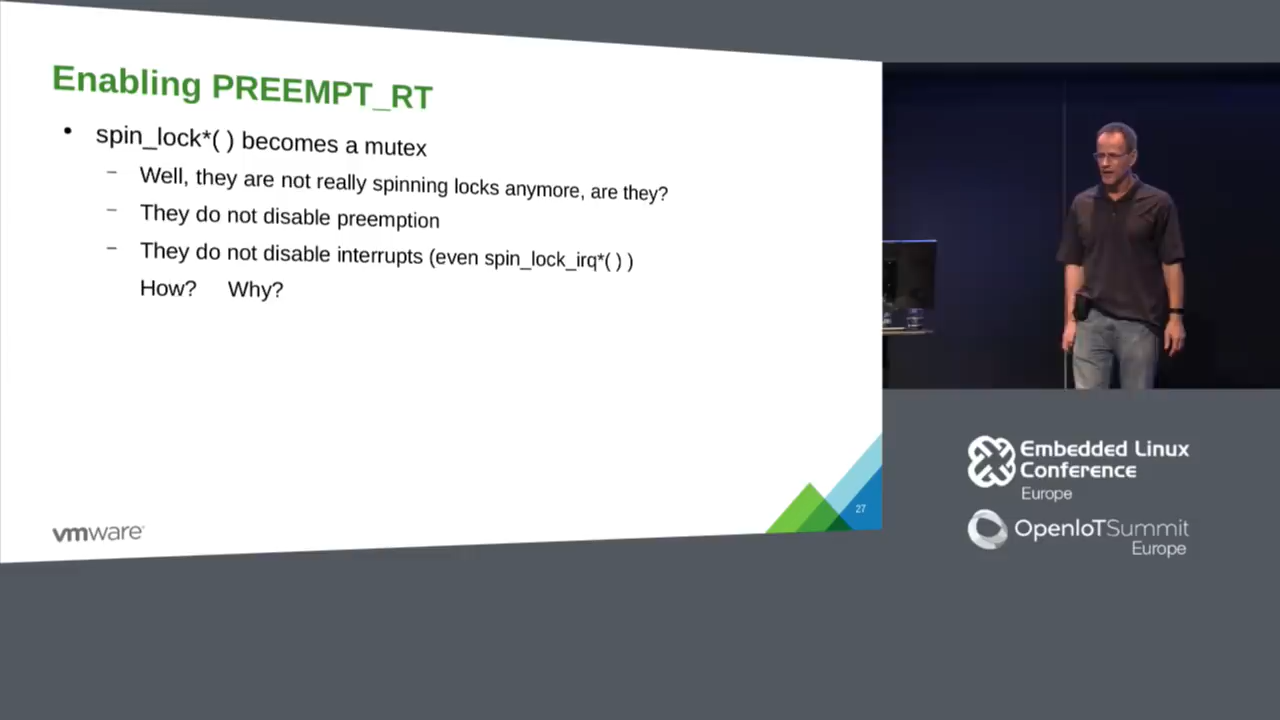 Enabling PREEMPT_RT
• spin_lock*( ) becomes a mutex
– Well, they are not really spinning locks anymore, are they?
– They do not disable preemption
– They do not disable interrupts (even spin_lock_irq*( ) )
How? Why?
vmware
27
Embedded Linux
Conference
Europe
OpenIoTSummit
Europe